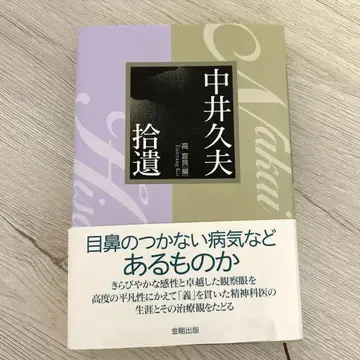 中井久夫
拾遺
高 宜良[編]
Euiryang Ko
Nakai
Hisao
目鼻のつかない病気など
あるものか
きらびやかな感性と卓越した観察眼を
高度の平凡性にかえて「義」を貫いた精神科医の
生涯とその治療観をたどる
金剛出版